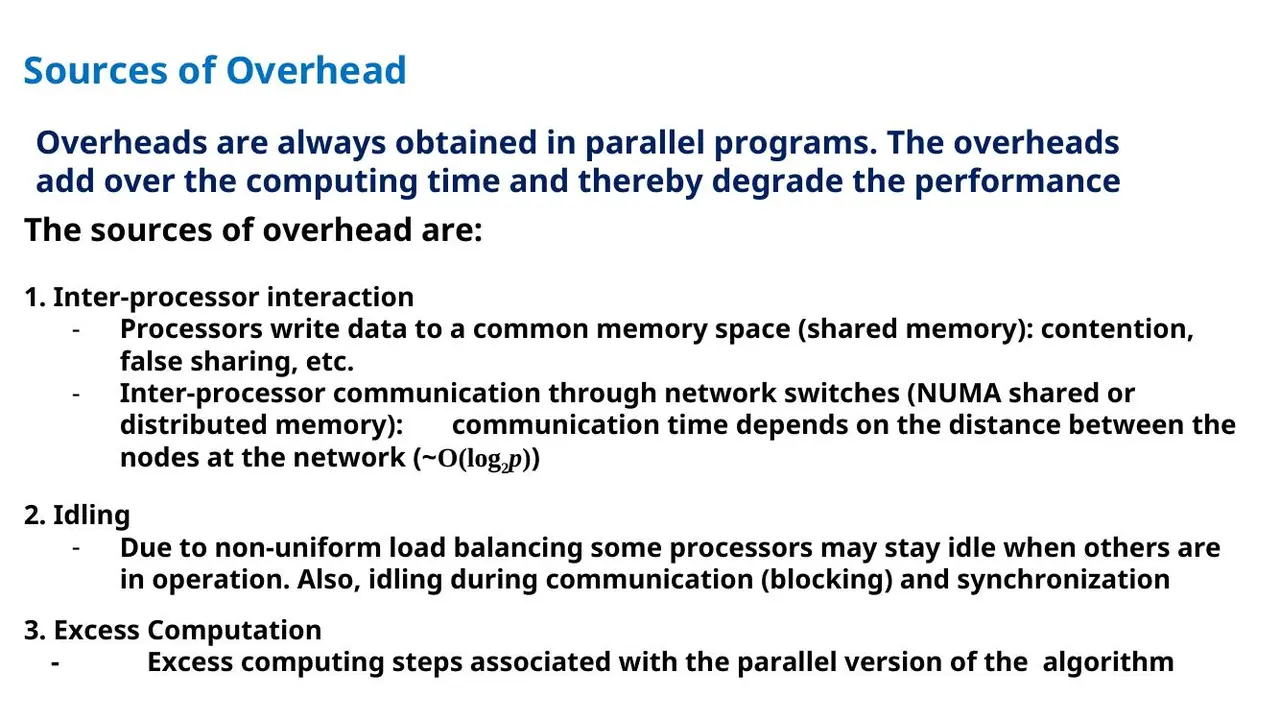 Sources of Overhead
Overheads are always obtained in parallel programs. The overheads
add over the computing time and thereby degrade the performance
The sources of overhead are:
1. Inter-processor interaction
- Processors write data to a common memory space (shared memory): contention,
false sharing, etc.
- Inter-processor communication through network switches (NUMA shared or
distributed memory): communication time depends on the distance between the
nodes at the network (~O(log₂p))
2. Idling
- Due to non-uniform load balancing some processors may stay idle when others are
in operation. Also, idling during communication (blocking) and synchronization
3. Excess Computation
- Excess computing steps associated with the parallel version of the algorithm